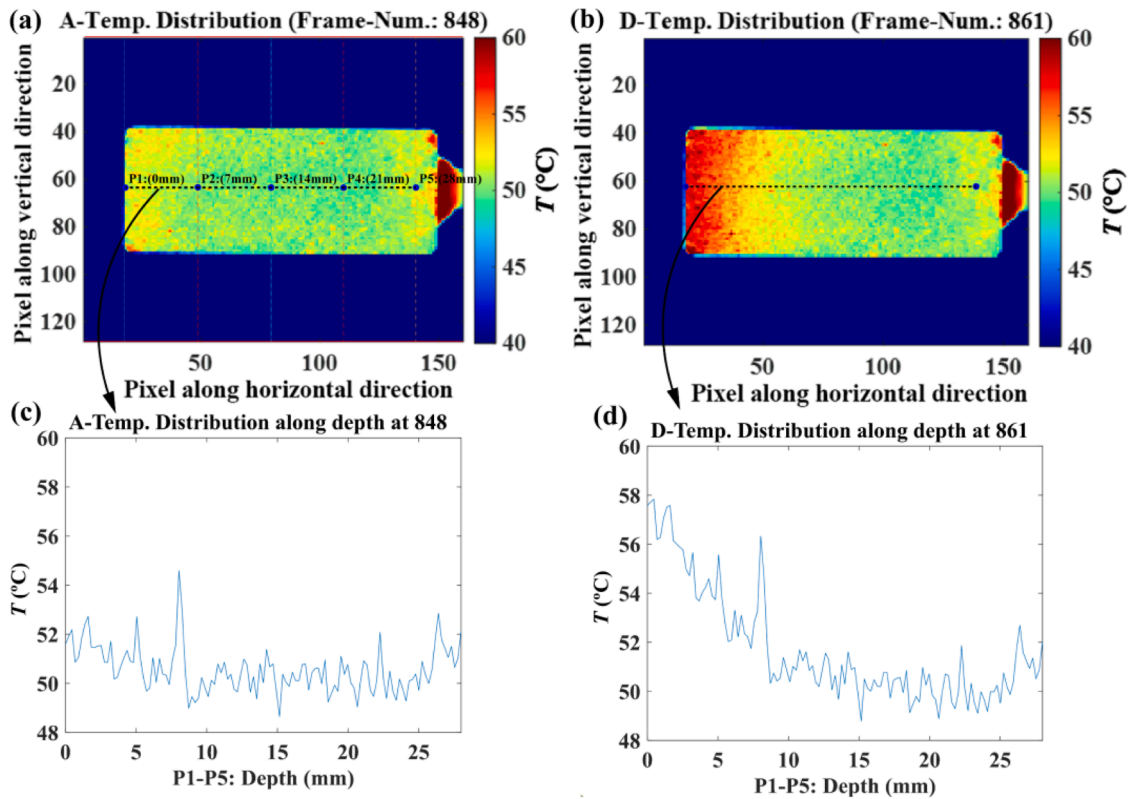 (a) A-Temp. Distribution (Frame-Num.: 848)
Pixel along vertical direction
20
40
60
80
100
120
P1:(0mm) P2:(7mm) P3:(14mm) P4:(21mm) P5:(28mm)
50 100 150
Pixel along horizontal direction
60
55
50
45
40
T (°C)
(b) D-Temp. Distribution (Frame-Num.: 861)
Pixel along vertical direction
20
40
60
80
100
120
50 100 150
Pixel along horizontal direction
60
55
50
45
40
T (°C)
(c)
A-Temp. Distribution along depth at 848
T (°C)
60
58
56
54
52
50
48
0 5 10 15 20 25
P1-P5: Depth (mm)
(d)
D-Temp. Distribution along depth at 861
T (°C)
60
58
56
54
52
50
48
0 5 10 15 20 25
P1-P5: Depth (mm)